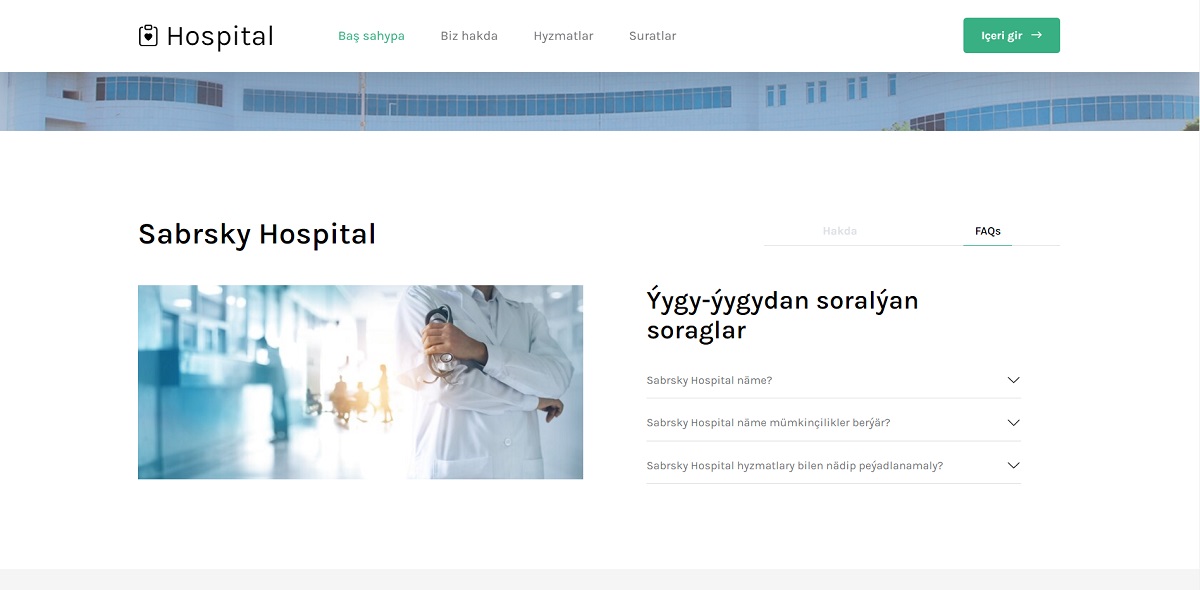 Hospital
Baş sahypa
Biz hakda
Hyzmatlar
Suratlar
Içeri gir
Sabrsky Hospital
Hakda
FAQs
Ýygy-ýygydan soralýan
soraglar
Sabrsky Hospital näme?
Sabrsky Hospital näme mümkinçilikler berýär?
Sabrsky Hospital hyzmatlary bilen nädip peýadlanamaly?